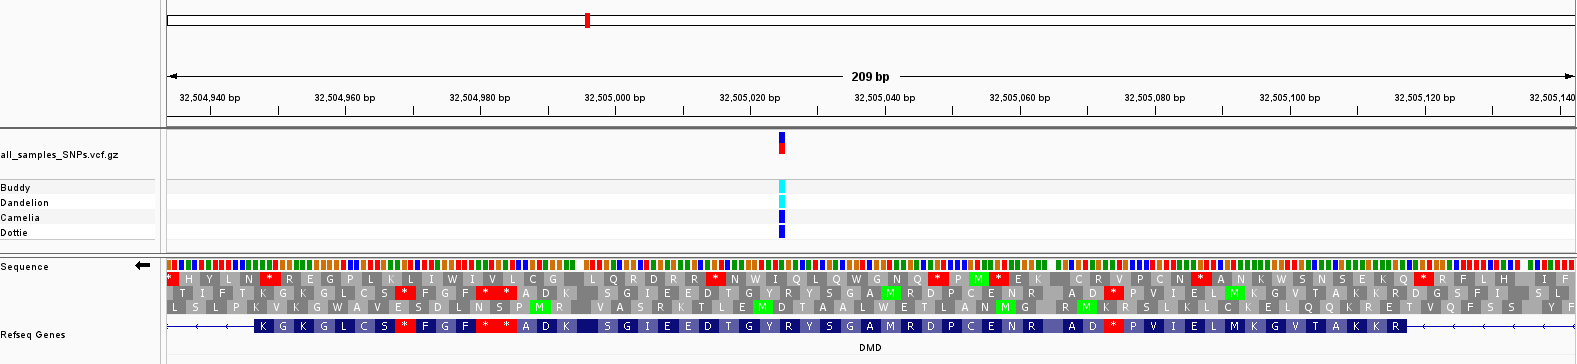 209 bp
32,504,940 bp 32,504,960 bp 32,504,980 bp 32,505,000 bp 32,505,020 bp 32,505,040 bp 32,505,060 bp 32,505,080 bp 32,505,100 bp 32,505,120 bp 32,505,140
all_samples_SNPs.vcf.gz
Buddy
Dandelion
Camelia
Dottie
Sequence
* H Y L N * R E G P L K L I W I V L C G L Q R D R R * N W I Q L Q W G N Q * P M * E K C R V P C N * A N K W S N S E K Q * R F L H I F
T I F T K G K G L C S * F G F * * A D K S G I E E D T G Y R Y S G A M R D P C E N R A D * P V I E L M K G V T A K K R D G S F I S L
L S L P K V K G W A V E S D L N S P M R V A S R K T L E M D T A A L W E T L A N M G R M K R S L K L C K E L Q Q K R E T V Q F S S Y F
Refseq Genes
K G K G L C S * F G F * * A D K S G I E E D T G Y R Y S G A M R D P C E N R A D * P V I E L M K G V T A K K R
DMD